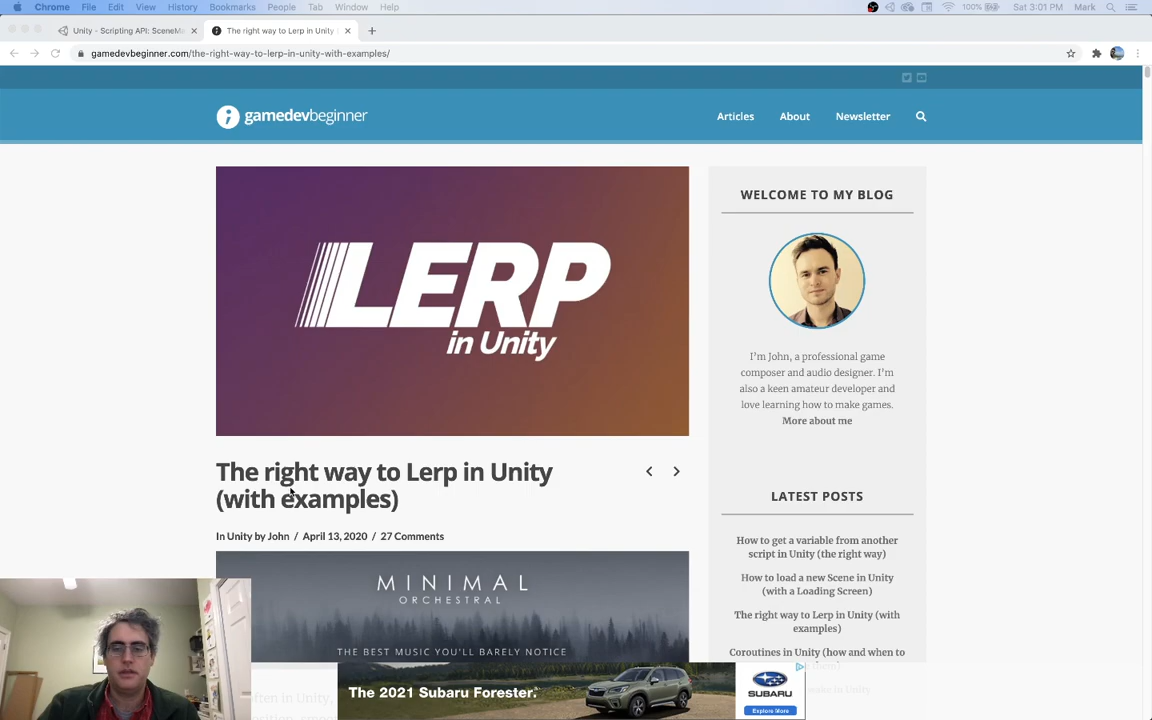 Chrome File Edit View History Bookmarks People Tab Window Help 100% Sat 3:01 PM Mark
Unity - Scripting API: SceneMa
The right way to Lerp in Unity
gamedevbeginner.com/the-right-way-to-lerp-in-unity-with-examples/
gamedevbeginner
Articles About Newsletter
LERP
in Unity
The right way to Lerp in Unity
(with examples)
In Unity by John / April 13, 2020 / 27 Comments
MINIMAL
ORCHESTRAL
THE BEST MUSIC YOU'LL BARELY NOTICE
ften in Unity,
WELCOME TO MY BLOG
I'm John, a professional game
composer and audio designer. I'm
also a keen amateur developer and
love learning how to make games.
More about me
LATEST POSTS
How to get a variable from another
script in Unity (the right way)
How to load a new Scene in Unity
(with a Loading Screen)
The right way to Lerp in Unity (with
examples)
Coroutines in Unity (how and when to
The 2021 Subaru Forester.
SUBARU
Explore More